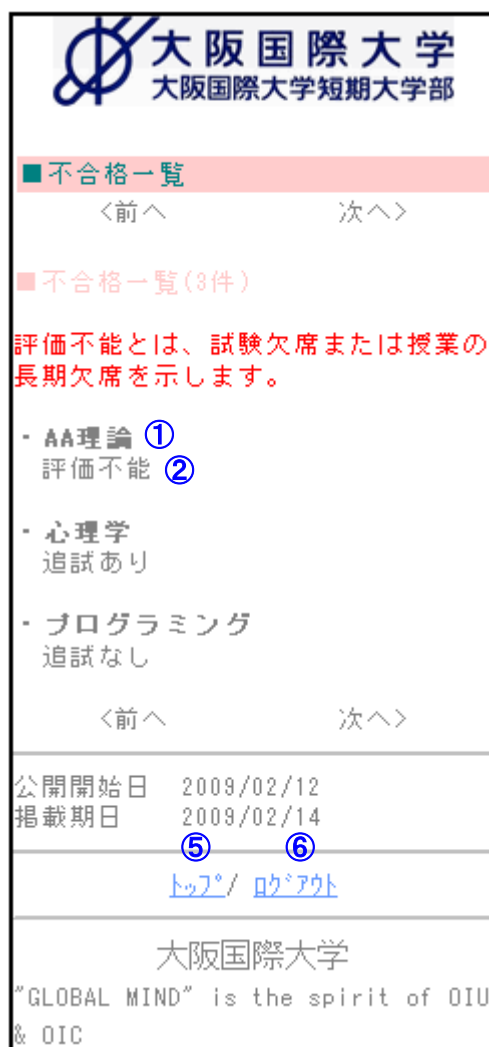 大阪国際大学
大阪国際大学短期大学部
■不合格一覧
<前へ 次へ>
■不合格一覧(3件)
評価不能とは、試験欠席または授業の
長期欠席を示します。
・AA理論 ①
評価不能 ②
・心理学
追試あり
・プログラミング
追試なし
<前へ 次へ>
公開開始日 2009/02/12
掲載期日 2009/02/14
⑤ ⑥
ﾄｯﾌﾟ/ ﾛｸﾞｱｳﾄ
大阪国際大学
"GLOBAL MIND" is the spirit of OIU
& OIC